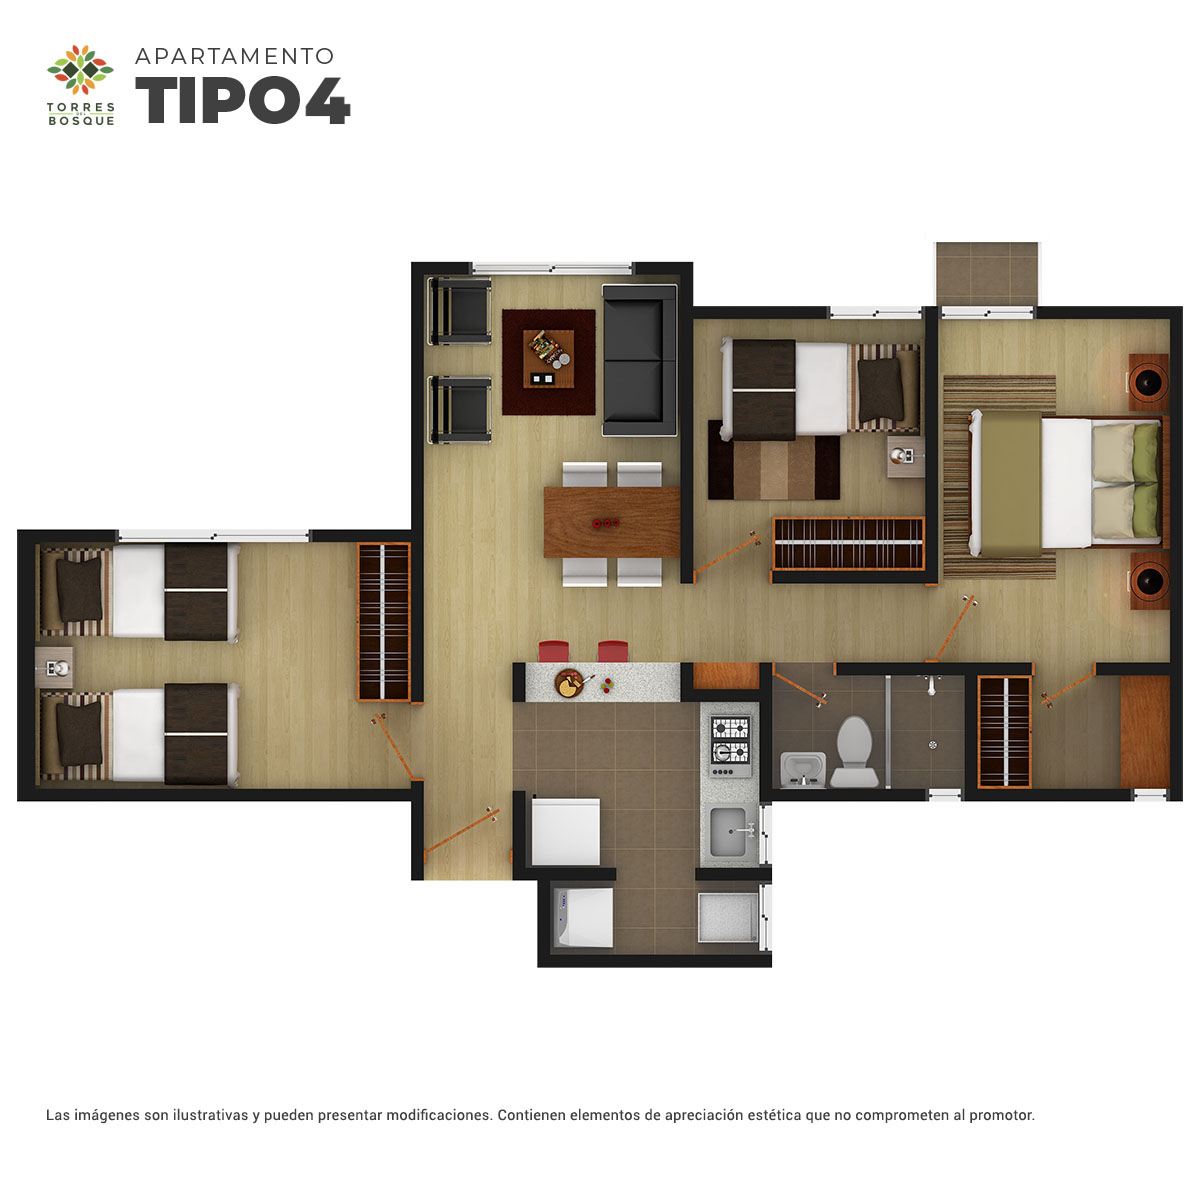 APARTAMENTO
TIPO4
TORRES
DEL
BOSQUE
Las imágenes son ilustrativas y pueden presentar modificaciones. Contienen elementos de apreciación estética que no comprometen al promotor.